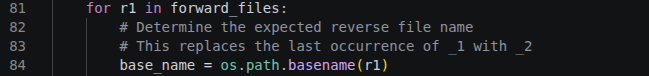 81 for r1 in forward_files:
82 # Determine the expected reverse file name
83 # This replaces the last occurrence of _1 with _2
84 base_name = os.path.basename(r1)